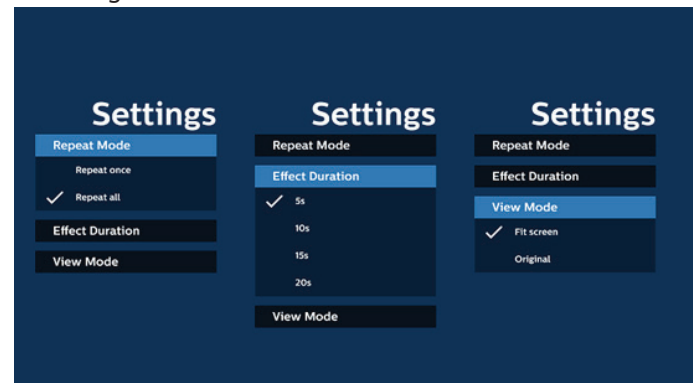 Settings
Repeat Mode
Repeat once
Repeat all
Effect Duration
View Mode
Settings
Repeat Mode
Effect Duration
5s
10s
15s
20s
View Mode
Settings
Repeat Mode
Effect Duration
View Mode
Fit screen
Original